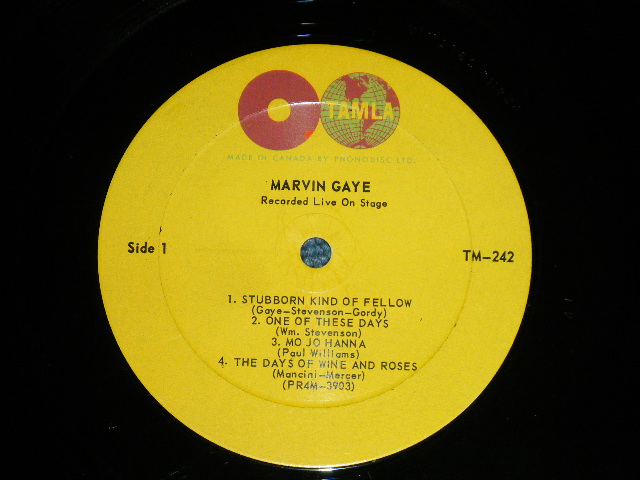 TAMLA
MADE IN CANADA BY PHONODISC LTD.
MARVIN GAYE
Recorded Live On Stage
Side 1
TM-242
1. STUBBORN KIND OF FELLOW
(Gaye-Stevenson-Gordy)
2. ONE OF THESE DAYS
(Wm. Stevenson)
3. MO JO HANNA
(Paul Williams)
4. THE DAYS OF WINE AND ROSES
(Mancini-Mercer)
(PR4M-3903)